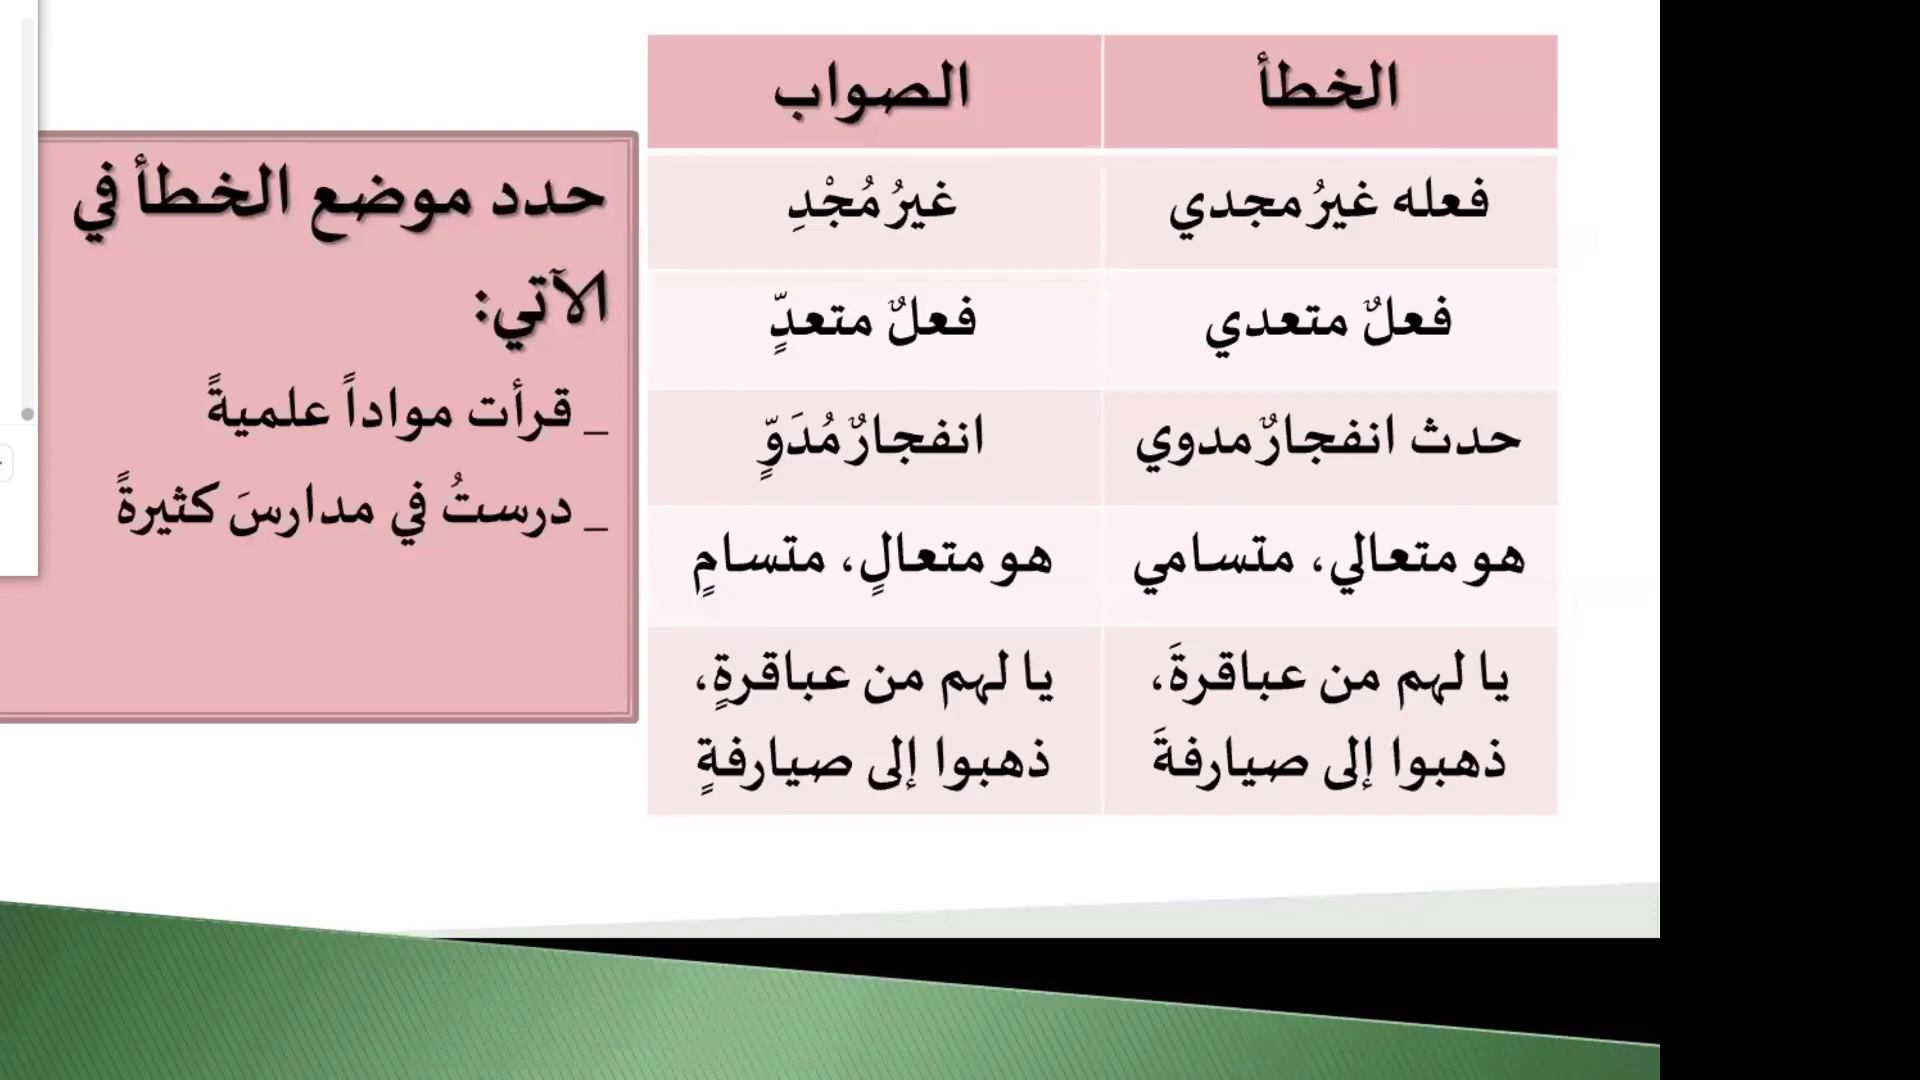 الخطأ	الصواب
فعله غيرُ مجدي	غيرُ مُجْدِ
فعلٌ متعدي	فعلٌ متعدٍّ
حدث انفجارٌ مدوي	انفجارٌ مُدَوٍّ
هو متعالي، متسامي	هو متعالٍ، متسامٍ
يا لهم من عباقرةَ،	يا لهم من عباقرةٍ،
ذهبوا إلى صيارفةَ	ذهبوا إلى صيارفةٍ
حدد موضع الخطأ في
الآتي:
_ قرأت مواداً علميةً
_ درستُ في مدارسَ كثيرةً